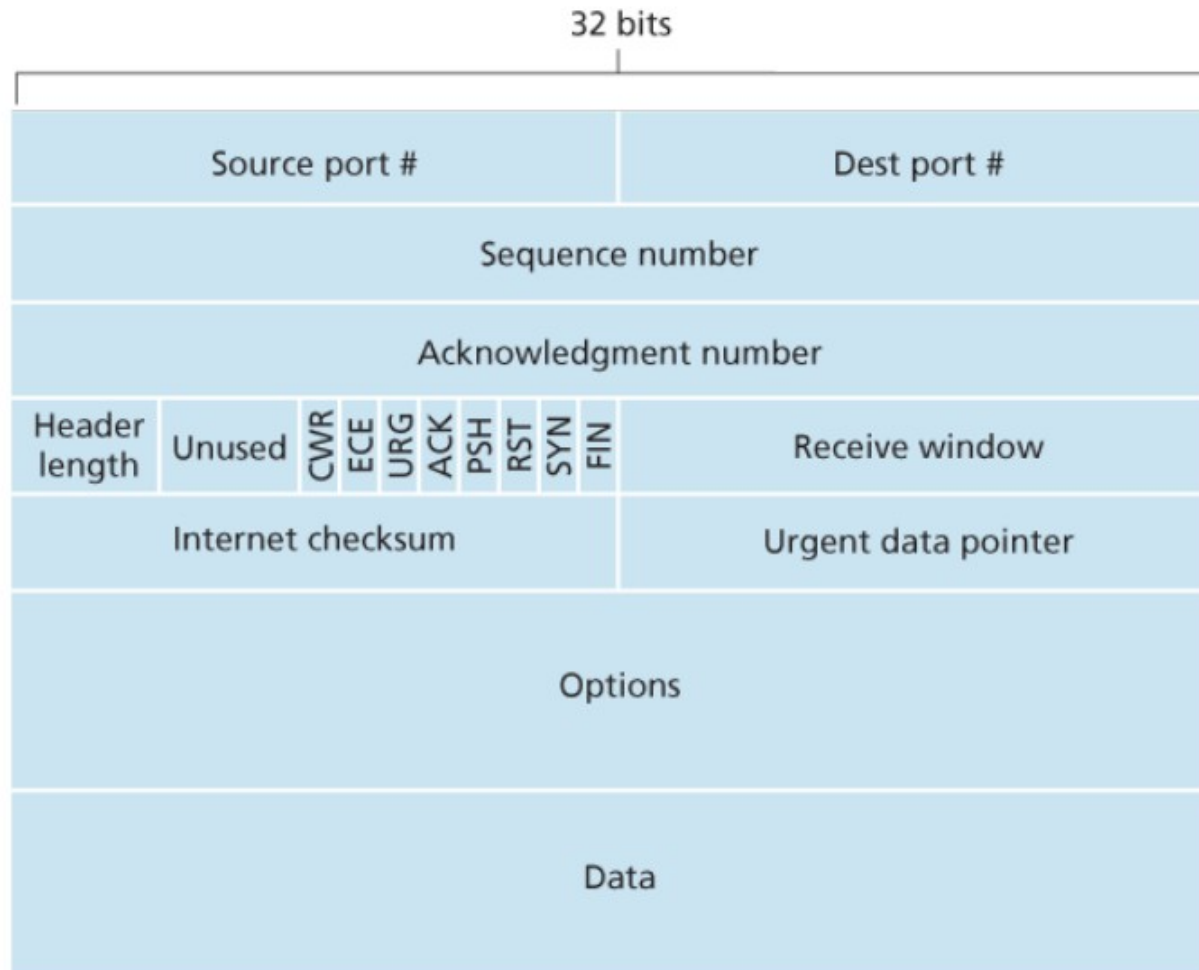 32 bits
Source port #
Dest port #
Sequence number
Acknowledgment number
Header
length
Unused
CWR
ECE
URG
ACK
PSH
RST
SYN
FIN
Receive window
Internet checksum
Urgent data pointer
Options
Data